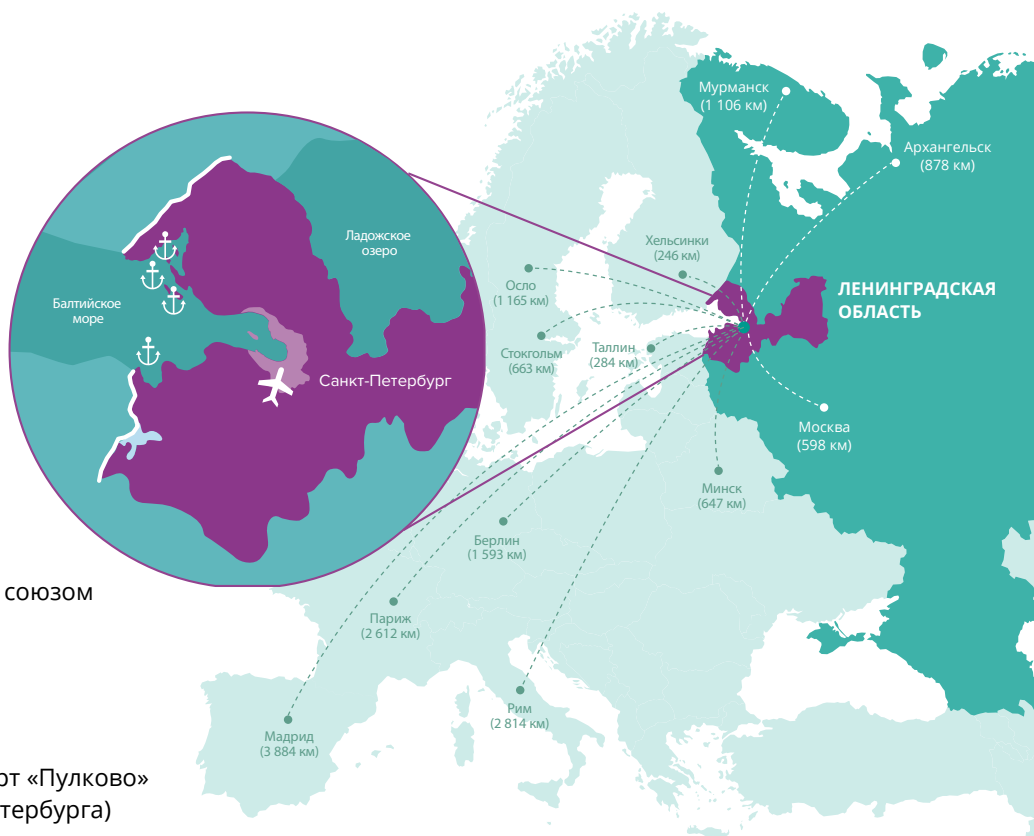 Мурманск
(1 106 км)
Архангельск
(878 км)
Ладожское
озеро
Хельсинки
(246 км)
Осло
(1 165 км)
ЛЕНИНГРАДСКАЯ
ОБЛАСТЬ
Балтийское
море
Стокгольм
(663 км)
Таллин
(284 км)
Санкт-Петербург
Москва
(598 км)
Минск
(647 км)
Берлин
(1 593 км)
союзом
Париж
(2 612 км)
Рим
(2 814 км)
Мадрид
(3 884 км)
рт «Пулково»
тербурга)